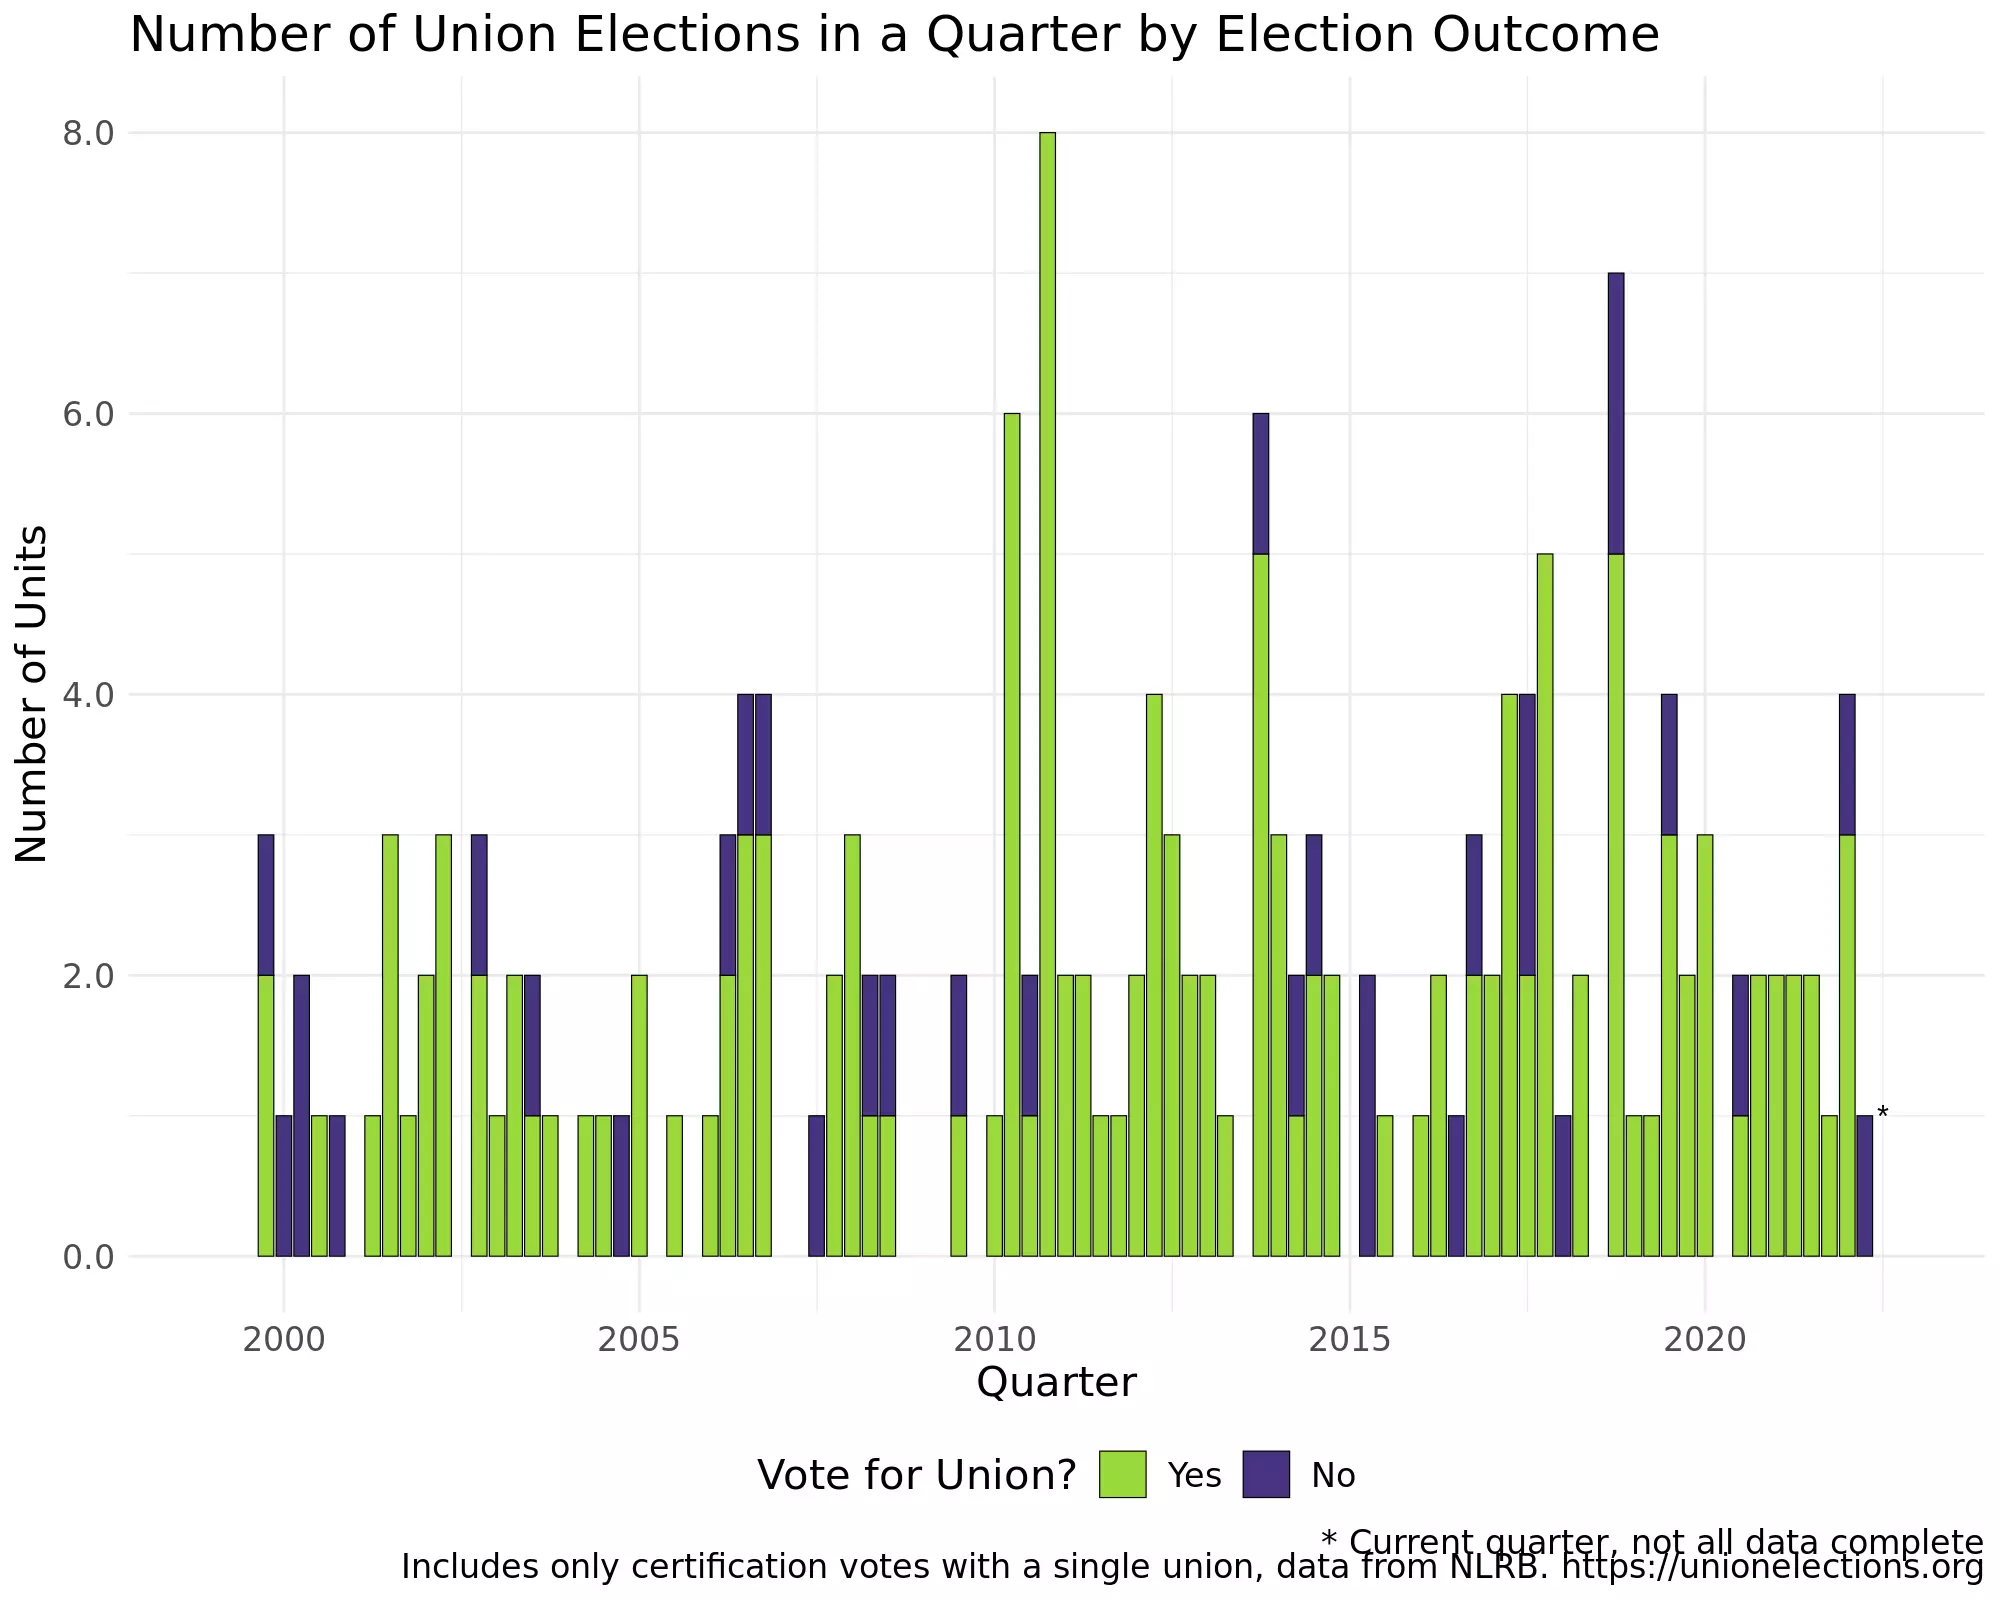 Number of Union Elections in a Quarter by Election Outcome
Number of Units
8.0
6.0
4.0
2.0
0.0
*
2000 2005 2010 2015 2020
Quarter
Vote for Union? Yes No
* Current quarter, not all data complete
Includes only certification votes with a single union, data from NLRB. https://unionelections.org